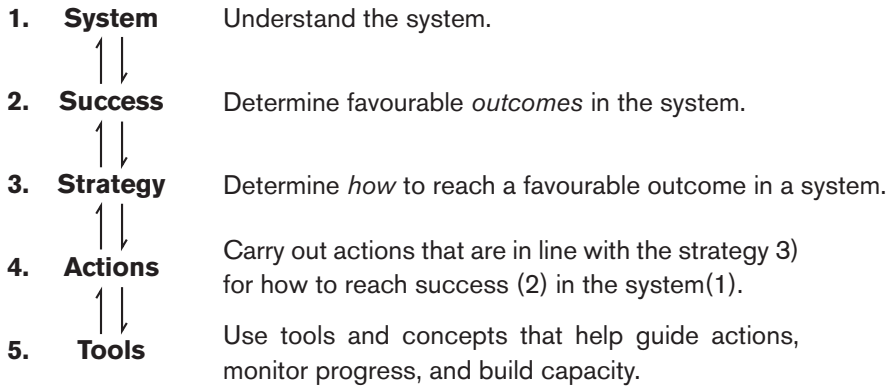 1. System Understand the system.
2. Success Determine favourable outcomes in the system.
3. Strategy Determine how to reach a favourable outcome in a system.
4. Actions Carry out actions that are in line with the strategy 3)
for how to reach success (2) in the system(1).
5. Tools Use tools and concepts that help guide actions,
monitor progress, and build capacity.